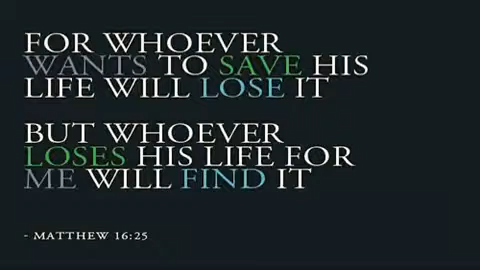 FOR WHOEVER
WANTS TO SAVE HIS
LIFE WILL LOSE IT
BUT WHOEVER
LOSES HIS LIFE FOR
ME WILL FIND IT
- MATTHEW 16:25